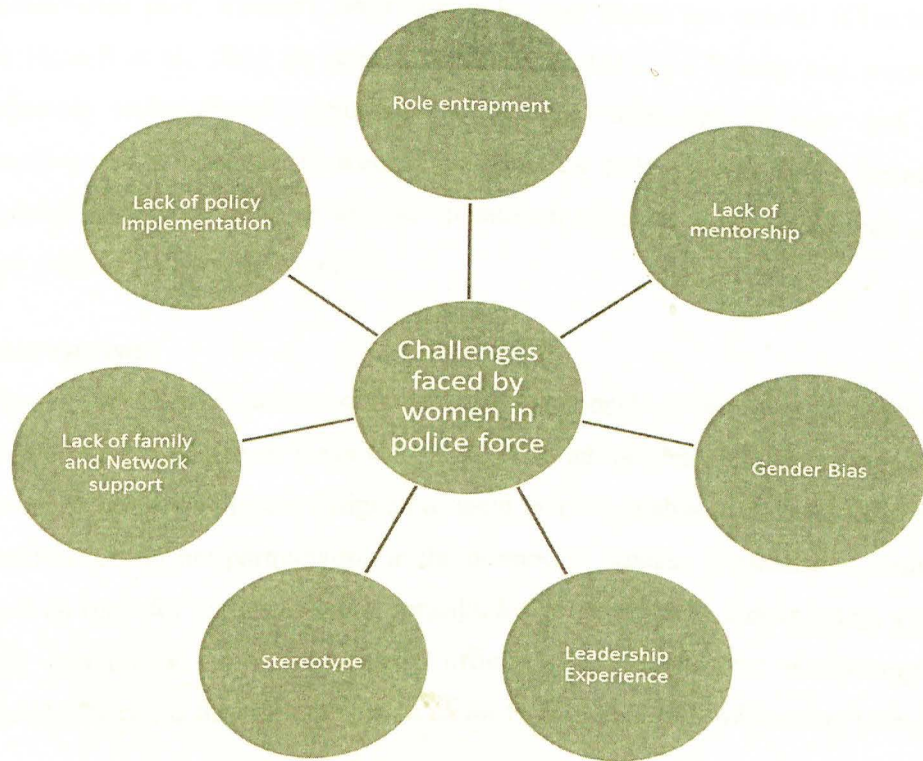 Role entrapment
Lack of
mentorship
Gender Bias
Leadership
Experience
Stereotype
Lack of family
and Network
support
Lack of policy
Implementation
Challenges
faced by
women in
police force